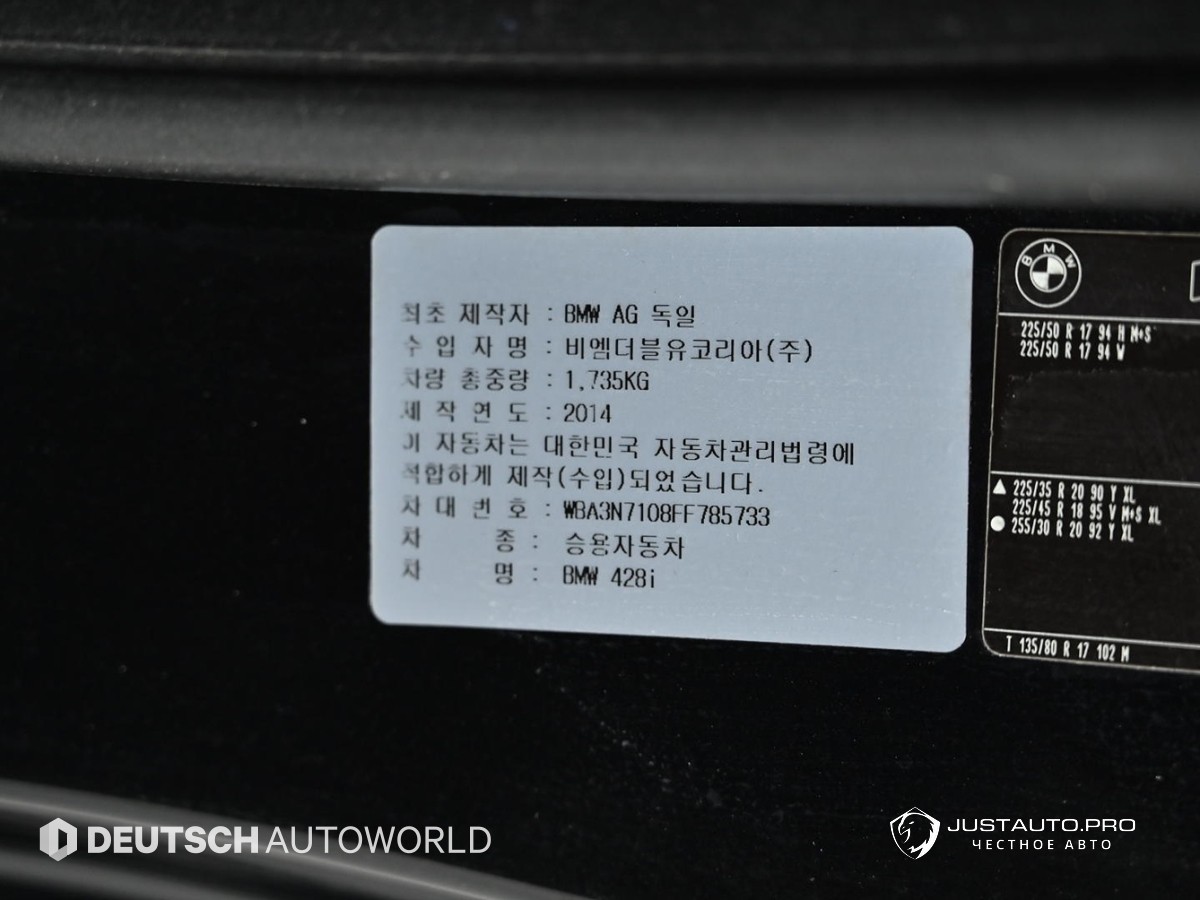 최초 제작자 : BMW AG 독일
수 입 자 명 : 비엠더블유코리아(주)
차량 총중량 : 1,735KG
제 작 연 도 : 2014
이 자동차는 대한민국 자동차관리법령에
적합하게 제작(수입)되었습니다.
차 대 번 호 : WBA3N7108FF785733
차 종 : 승용자동차
차 명 : BMW 428i
BMW
225/50 R 17 94 H M+S
225/50 R 17 94 W
225/35 R 20 90 Y XL
225/45 R 18 95 V M+S XL
255/30 R 20 92 Y XL
T 135/80 R 17 102 M
DEUTSCH AUTOWORLD
JUSTAUTO.PRO
ЧЕСТНОЕ АВТО